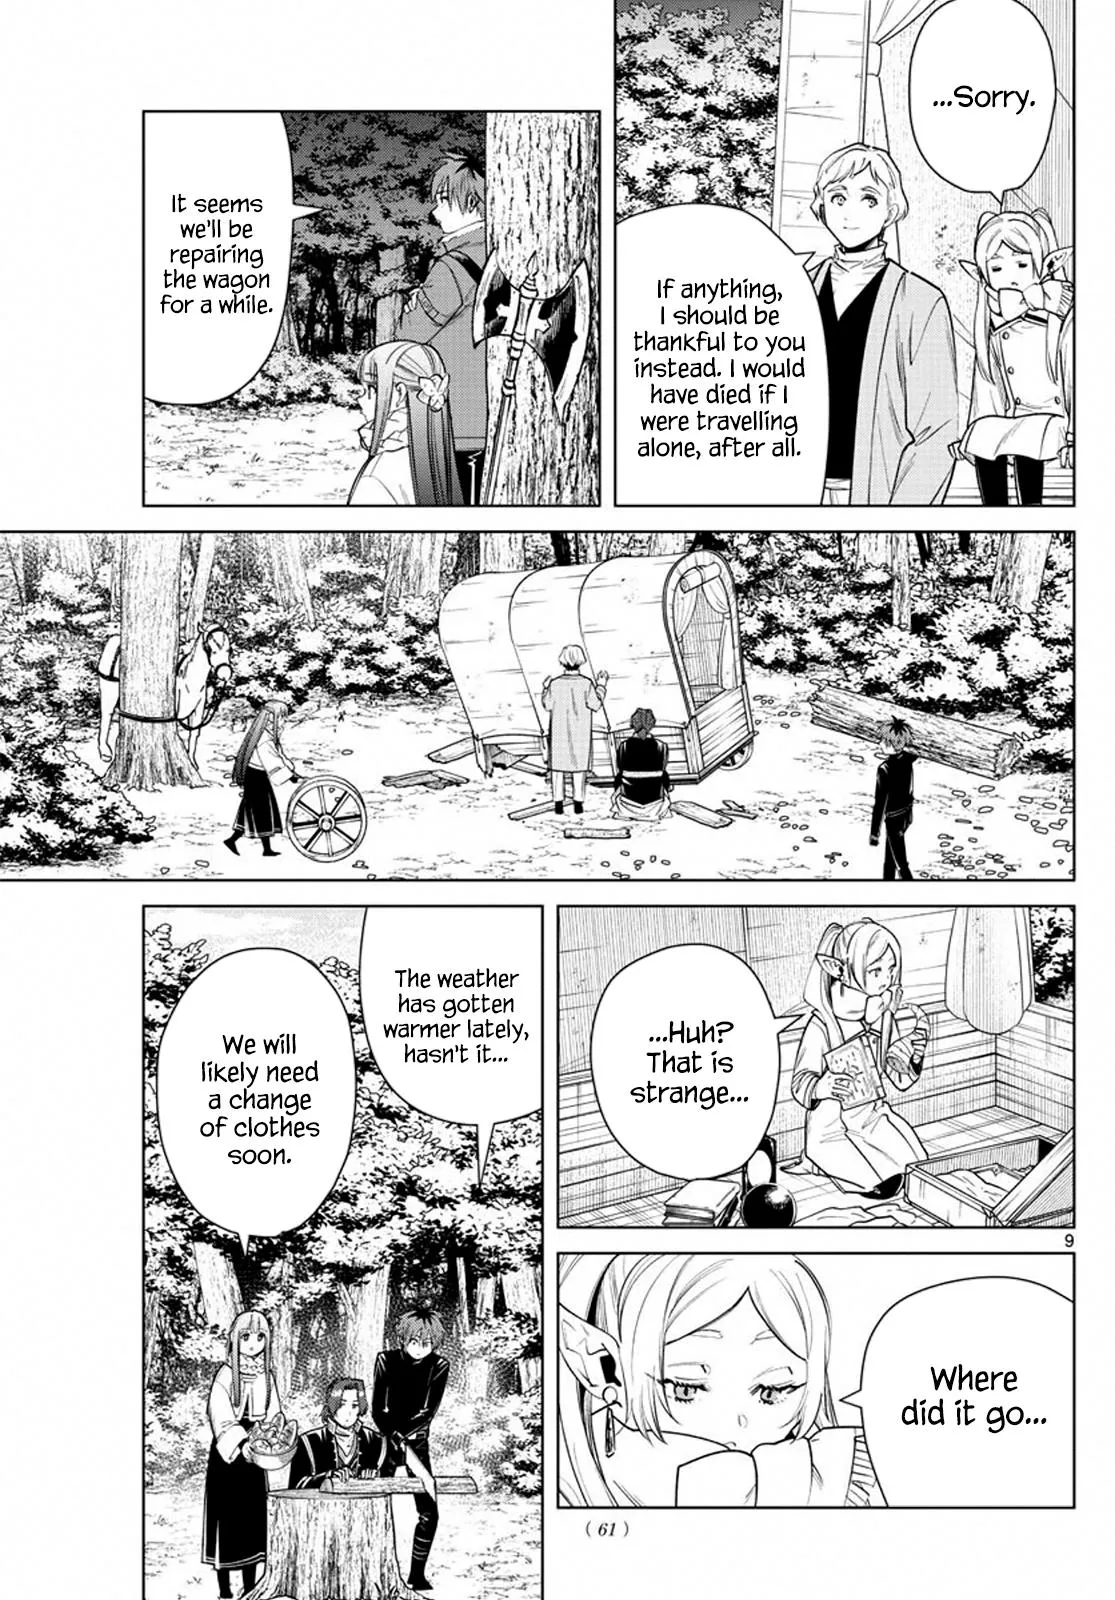 ...Sorry.
If anything,
I should be
thankful to you
instead. I would
have died if I
were travelling
alone, after all.
It seems
we'll be
repairing
the wagon
for a while.
...Huh?
That is
strange...
9
Where
did it go...
The weather
has gotten
warmer lately,
hasn't it...
We will
likely need
a change
of clothes
soon.
( 61 )